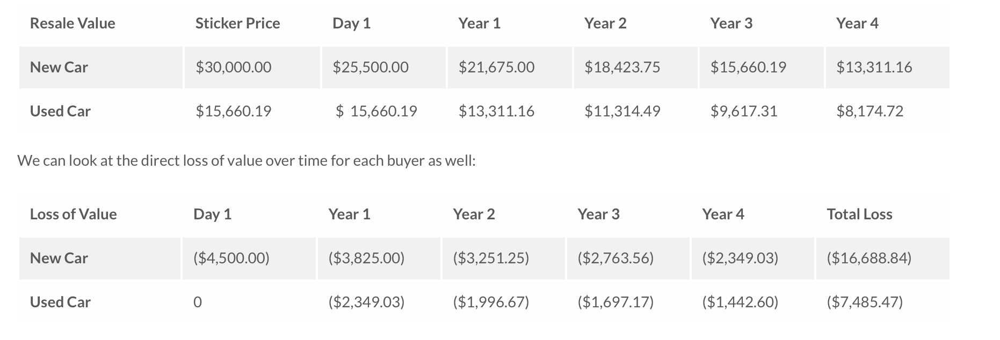 Resale Value Sticker Price Day 1 Year 1 Year 2 Year 3 Year 4
New Car $30,000.00 $25,500.00 $21,675.00 $18,423.75 $15,660.19 $13,311.16
Used Car $15,660.19 $ 15,660.19 $13,311.16 $11,314.49 $9,617.31 $8,174.72
We can look at the direct loss of value over time for each buyer as well:
Loss of Value Day 1 Year 1 Year 2 Year 3 Year 4 Total Loss
New Car ($4,500.00) ($3,825.00) ($3,251.25) ($2,763.56) ($2,349.03) ($16,688.84)
Used Car 0 ($2,349.03) ($1,996.67) ($1,697.17) ($1,442.60) ($7,485.47)